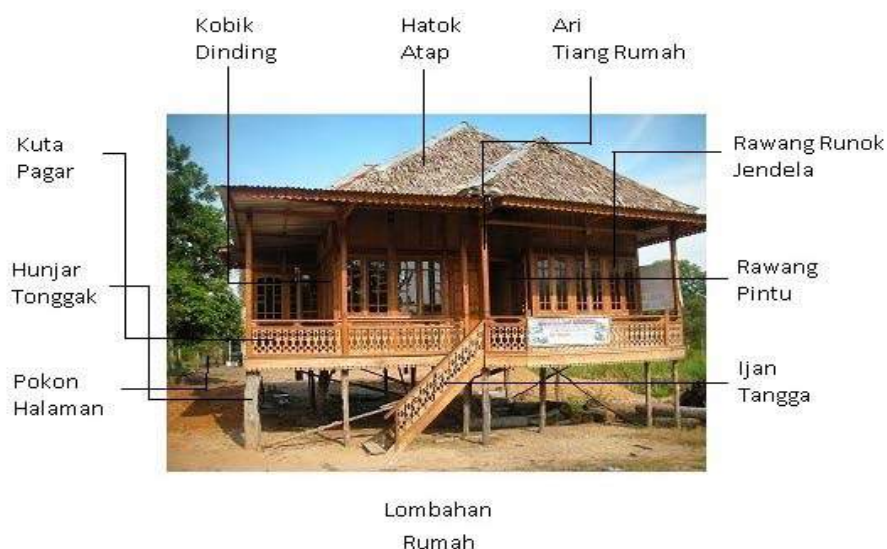 Kobik
Dinding
Hatok
Atap
Ari
Tiang Rumah
Kuta
Pagar
Rawang Runok
Jendela
Hunjar
Tonggak
Rawang
Pintu
Pokon
Halaman
Ijan
Tangga
Lombahan
Rumah